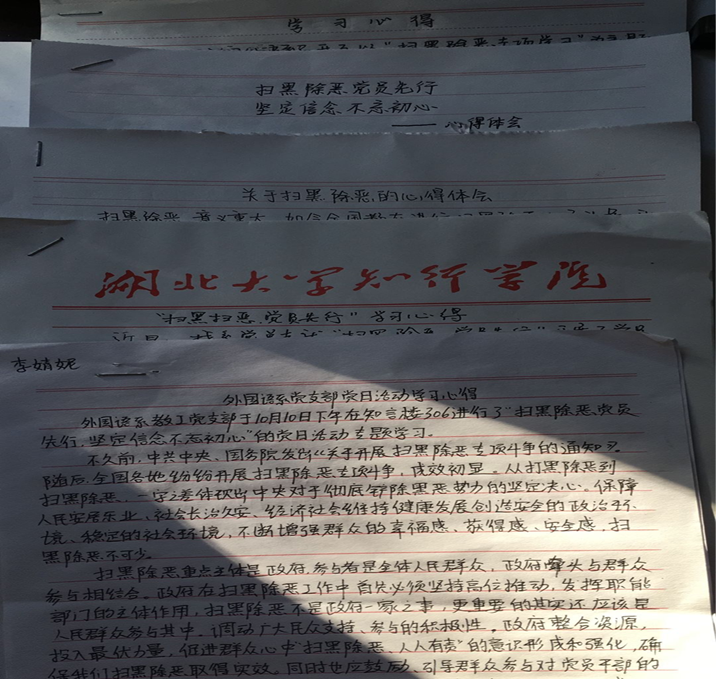 学习心得
扫黑除恶党员先行
坚定信念不忘初心
——心得体会
关于扫黑除恶的心得体会
扫黑除恶,意义重大
湖北大学知行学院
"扫黑扫恶,党员先行"学习心得
近日
李婧妮
外国语系党支部党日活动学习心得
外国语系教工党支部于10月10日下午在知言楼306进行了"扫黑除恶党员
先行,坚定信念不忘初心"的党日活动专题学习。
不久前,中共中央、国务院发出《关于开展扫黑除恶专项斗争的通知》。
随后,全国各地纷纷开展扫黑除恶专项斗争,成效初显。从打黑除恶到
扫黑除恶,一字之差体现出中央对于彻底铲除黑恶势力的坚定决心。保障
人民安居乐业,社会长治久安,经济社会维持健康发展创造安全的政治环
境、稳定的社会环境,不断增强群众的幸福感、获得感、安全感,扫
黑除恶不可少。
扫黑除恶重点主体是政府,参与者是全体人民群众,政府牵头与群众
参与相结合。政府在扫黑除恶工作中首先必须坚持高位推动,发挥职能
部门的主体作用,扫黑除恶不是政府一家之事,更重要的其实还应该是
人民群众参与其中,调动广大民众支持、参与的积极性。政府整合资源,
投入最优力量,促进群众心中"扫黑除恶、人人有责"的意识形成和强化,确
保我们扫黑除恶取得实效。同时也应鼓励、引导群众参与对党员干部的